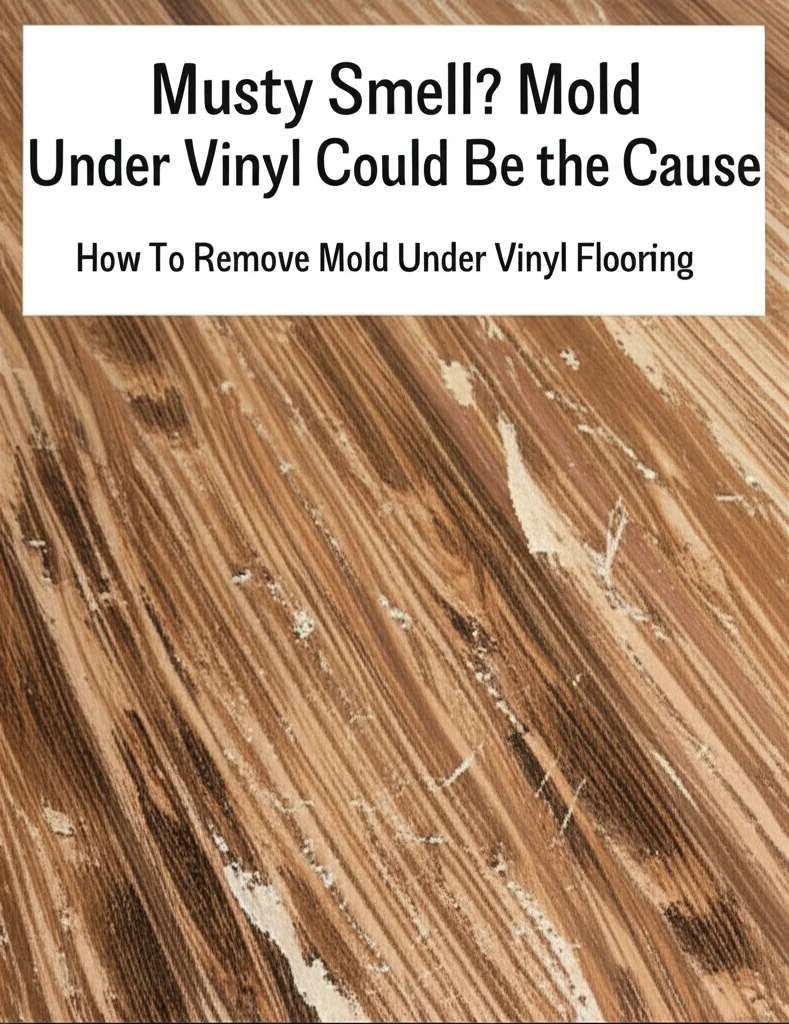 Musty Smell? Mold
Under Vinyl Could Be the Cause
How To Remove Mold Under Vinyl Flooring